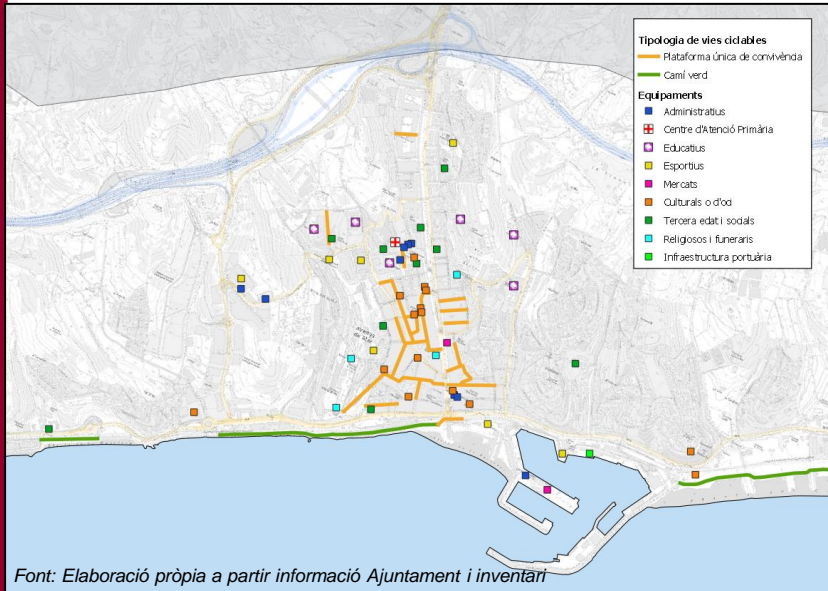 Tipologia de vies ciclables
Plataforma única de convivència
Camí verd
Equipaments
Administratius
Centre d'Atenció Primària
Educatius
Esportius
Mercats
Culturals o d'oci
Tercera edat i socials
Religiosos i funeraris
Infraestructura portuària
Font: Elaboració pròpia a partir informació Ajuntament i inventari